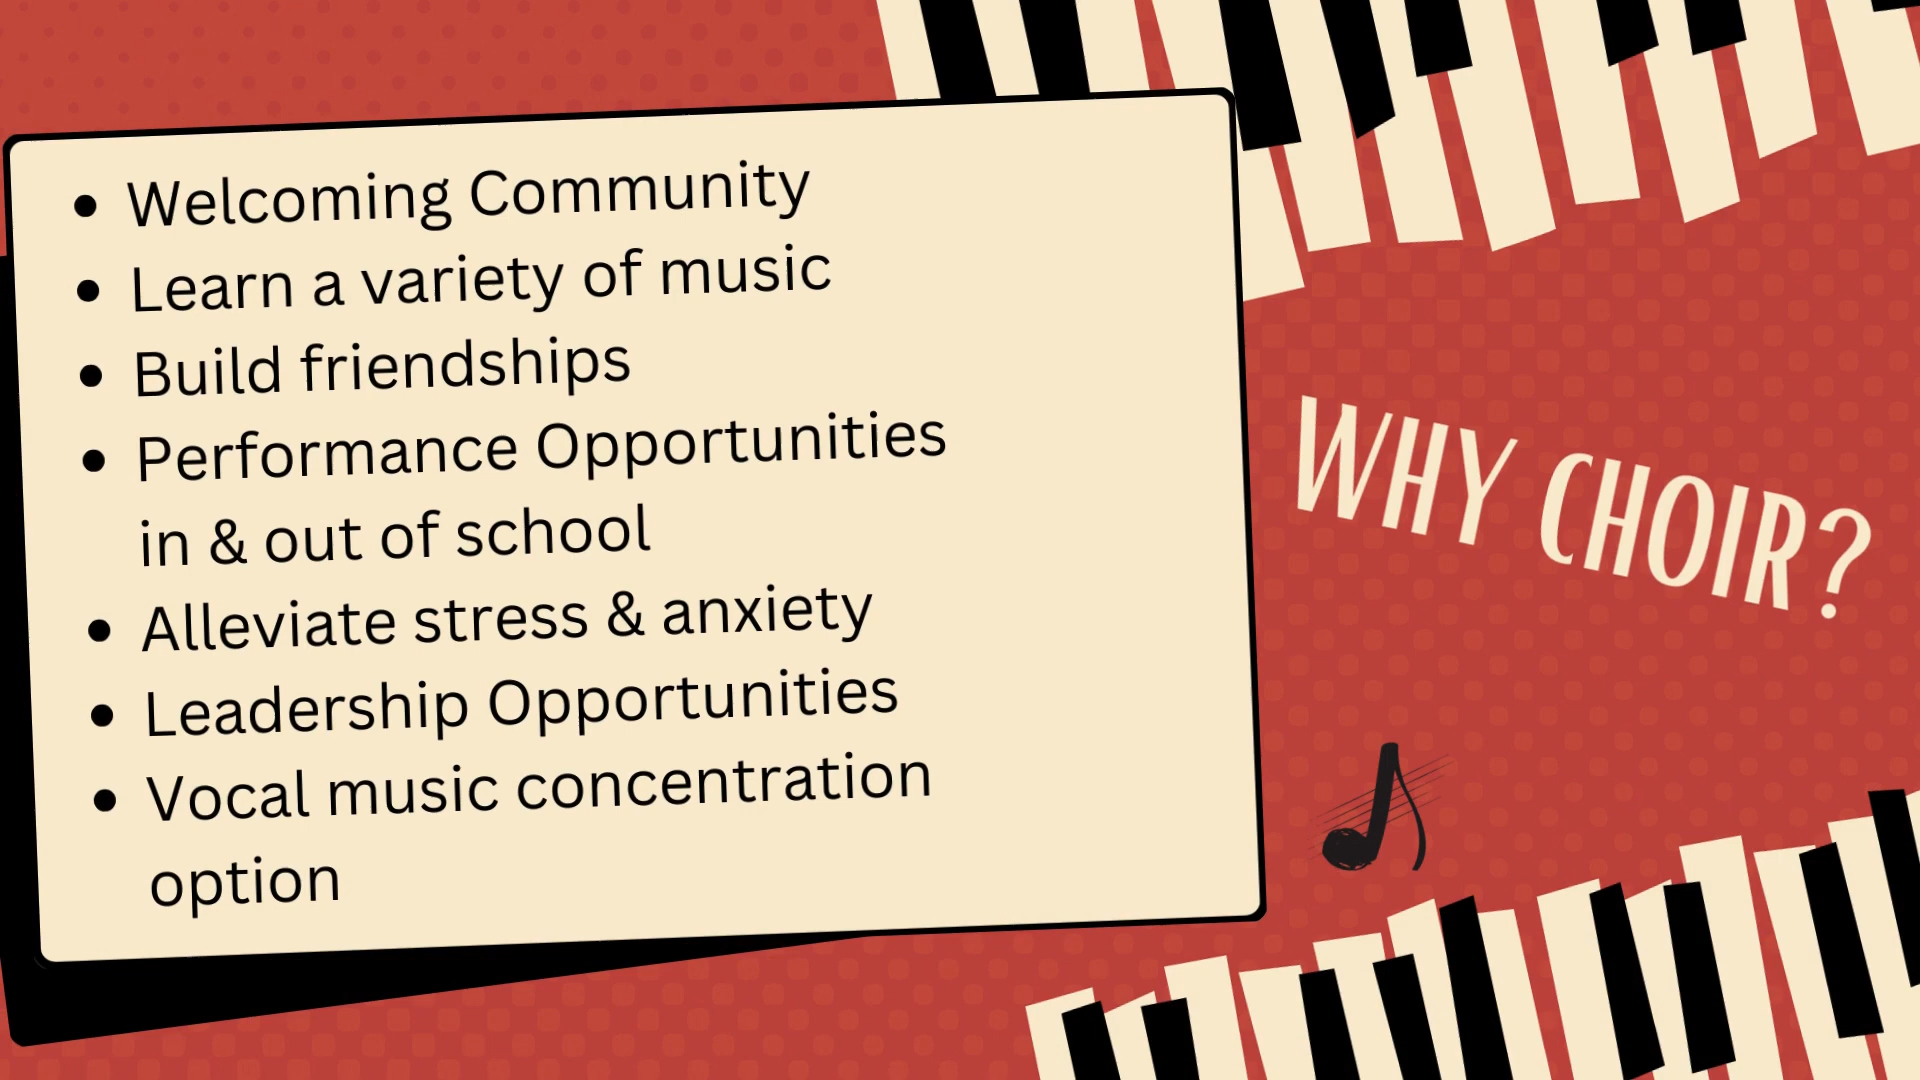 • Welcoming Community
• Learn a variety of music
• Build friendships
• Performance Opportunities
in & out of school
• Alleviate stress & anxiety
• Leadership Opportunities
• Vocal music concentration
option
WHY CHOIR?